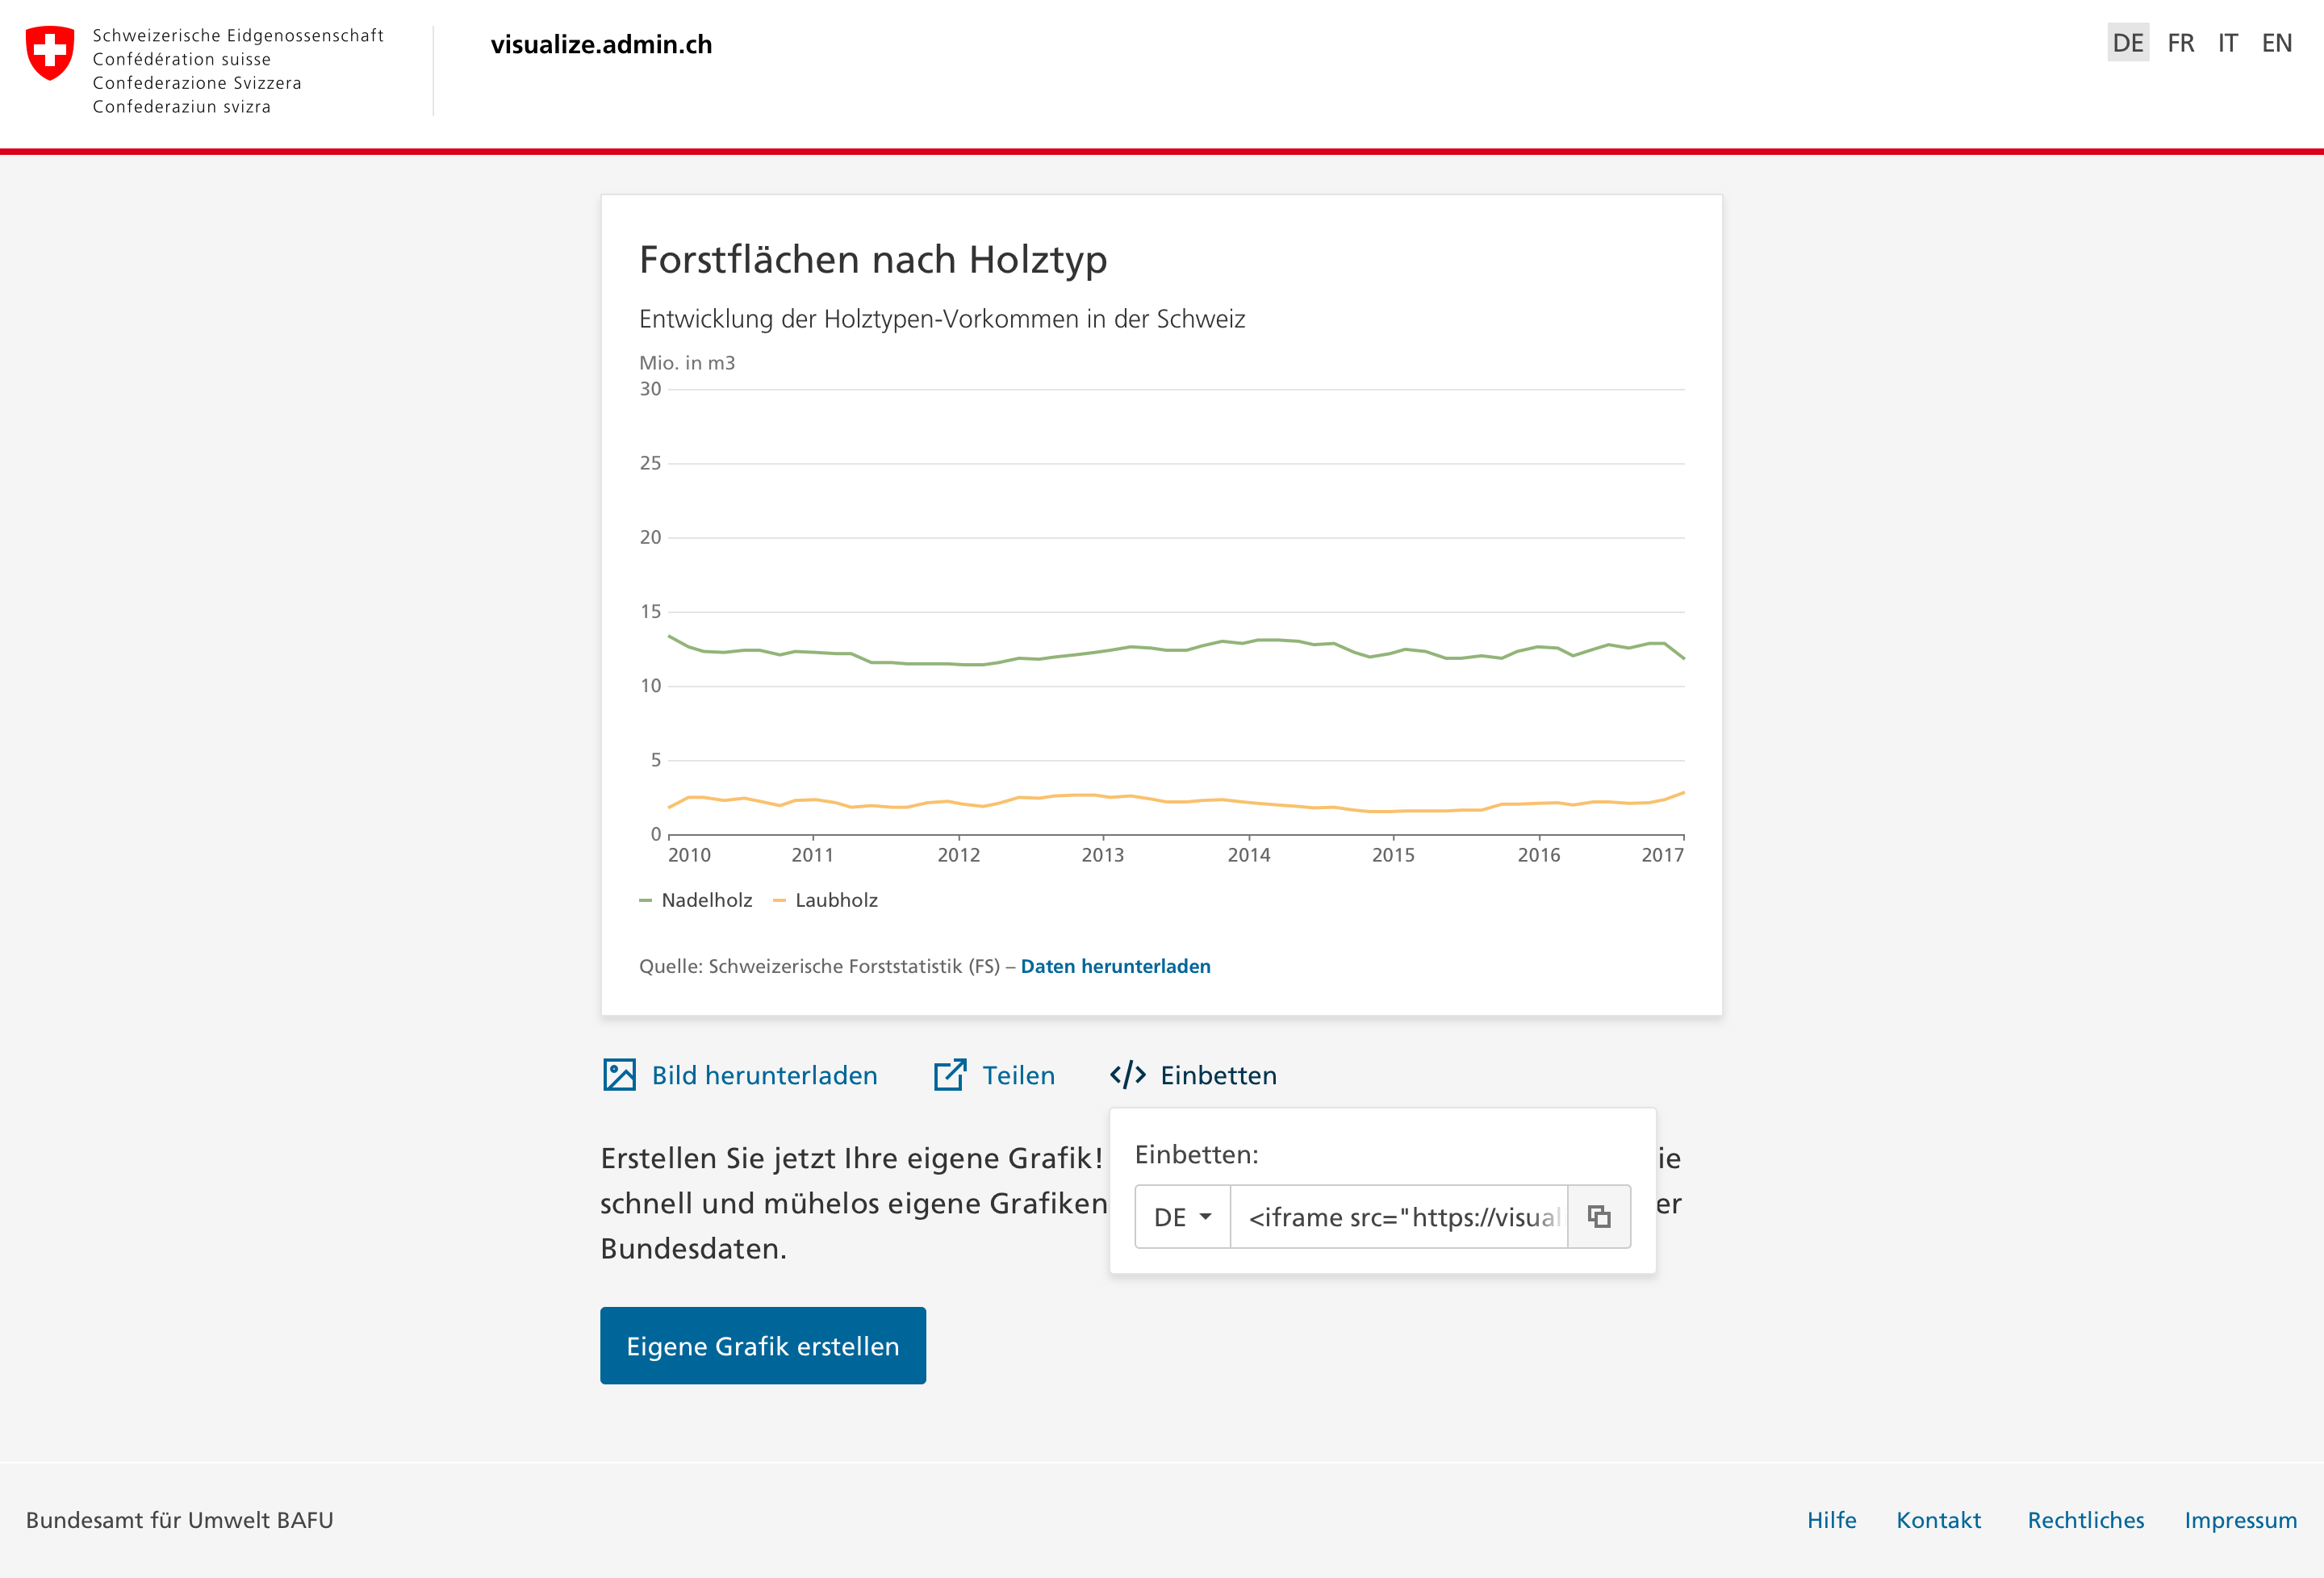 Schweizerische Eidgenossenschaft
Confédération suisse
Confederazione Svizzera
Confederaziun svizra
visualize.admin.ch
DE FR IT EN
Forstflächen nach Holztyp
Entwicklung der Holztypen-Vorkommen in der Schweiz
Mio. in m3
30
25
20
15
10
5
0
2010 2011 2012 2013 2014 2015 2016 2017
Nadelholz Laubholz
Quelle: Schweizerische Forststatistik (FS) – Daten herunterladen
Bild herunterladen Teilen </> Einbetten
Erstellen Sie jetzt Ihre eigene Grafik!
schnell und mühelos eigene Grafiken
Bundesdaten.
Einbetten:
DE <iframe src="https://visual
Eigene Grafik erstellen
Bundesamt für Umwelt BAFU
Hilfe Kontakt Rechtliches Impressum